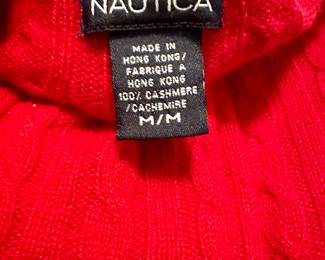 NAUTICA
MADE IN
HONG KONG/
FABRIQUE A
HONG KONG
100% CASHMERE
/CACHEMIRE
M/M